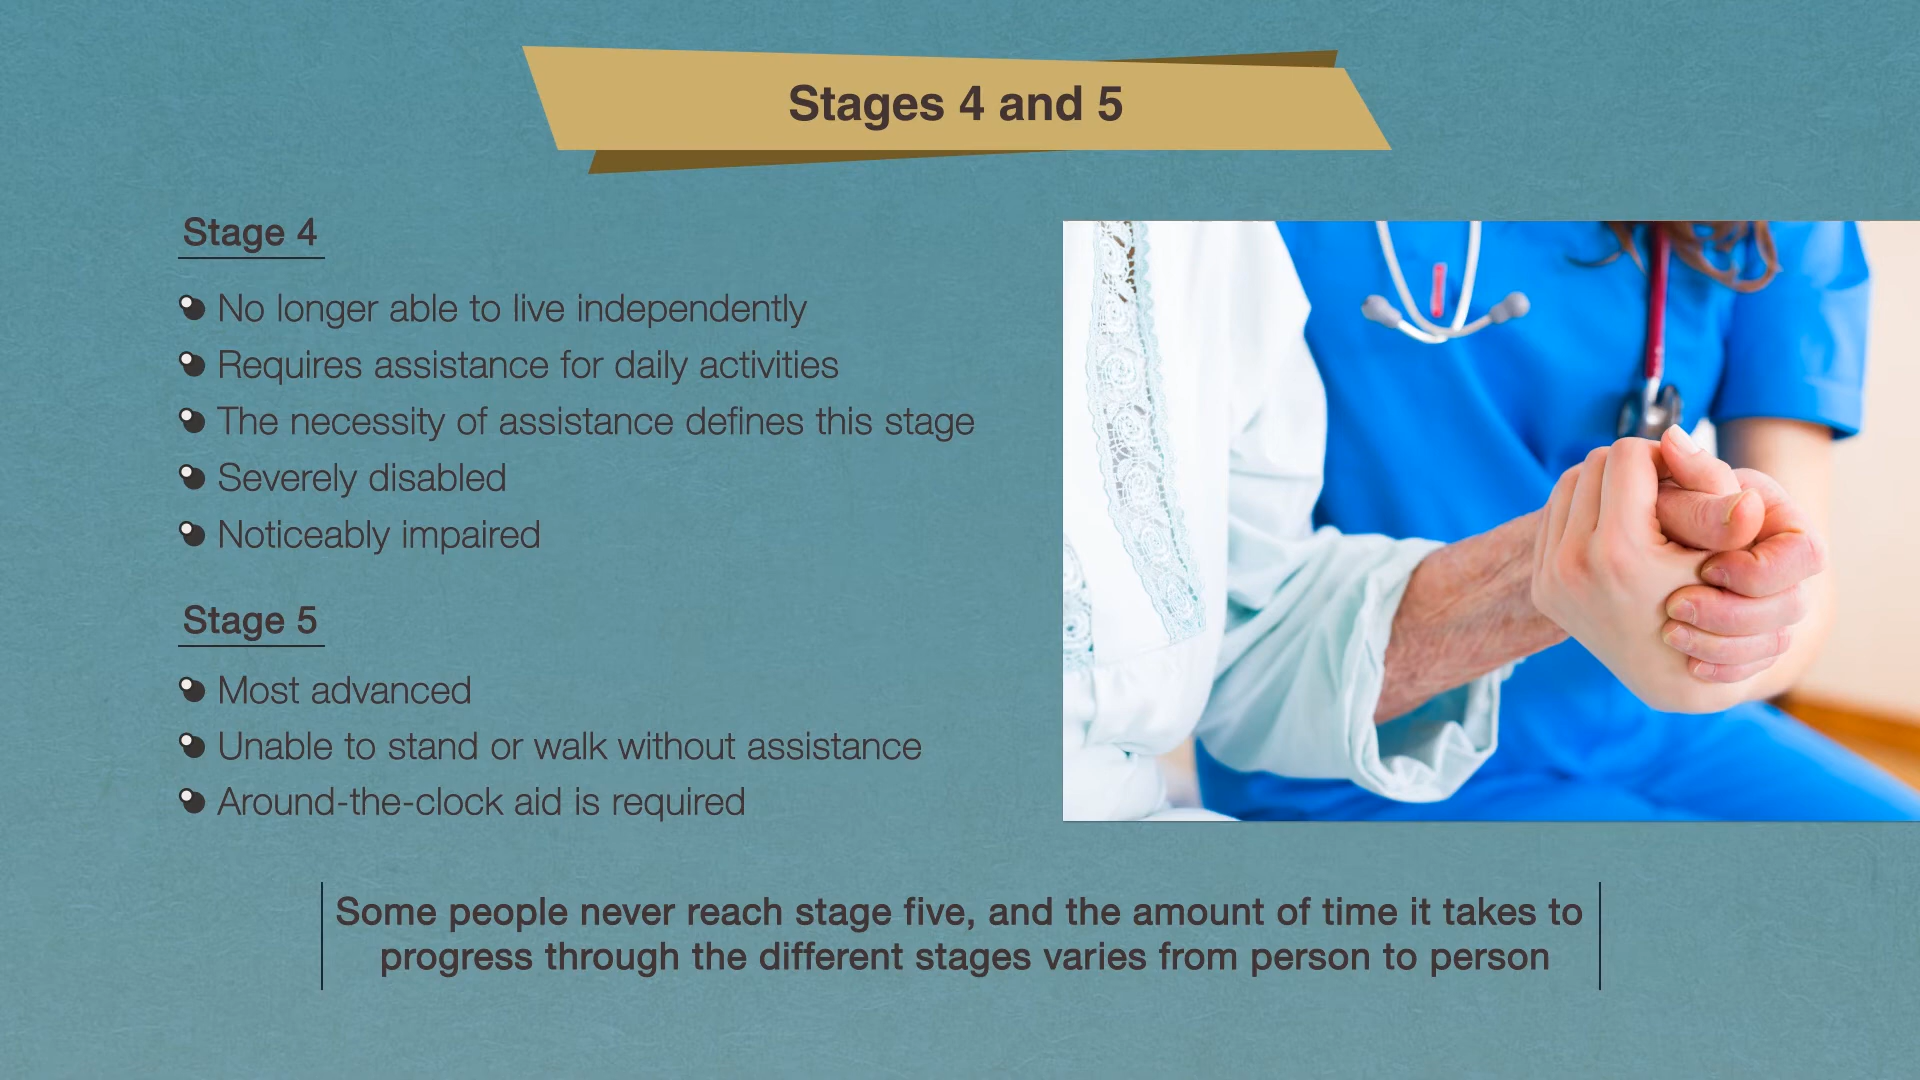 Stages 4 and 5
Stage 4
No longer able to live independently
Requires assistance for daily activities
The necessity of assistance defines this stage
Severely disabled
Noticeably impaired
Stage 5
Most advanced
Unable to stand or walk without assistance
Around-the-clock aid is required
Some people never reach stage five, and the amount of time it takes to
progress through the different stages varies from person to person